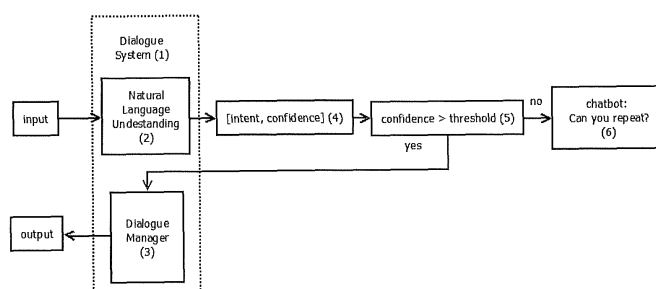 Dialogue
System (1)
input
Natural
Language
Undestanding
(2)
[intent, confidence] (4)
confidence > threshold (5)
no
chatbot:
Can you repeat?
(6)
yes
output
Dialogue
Manager
(3)